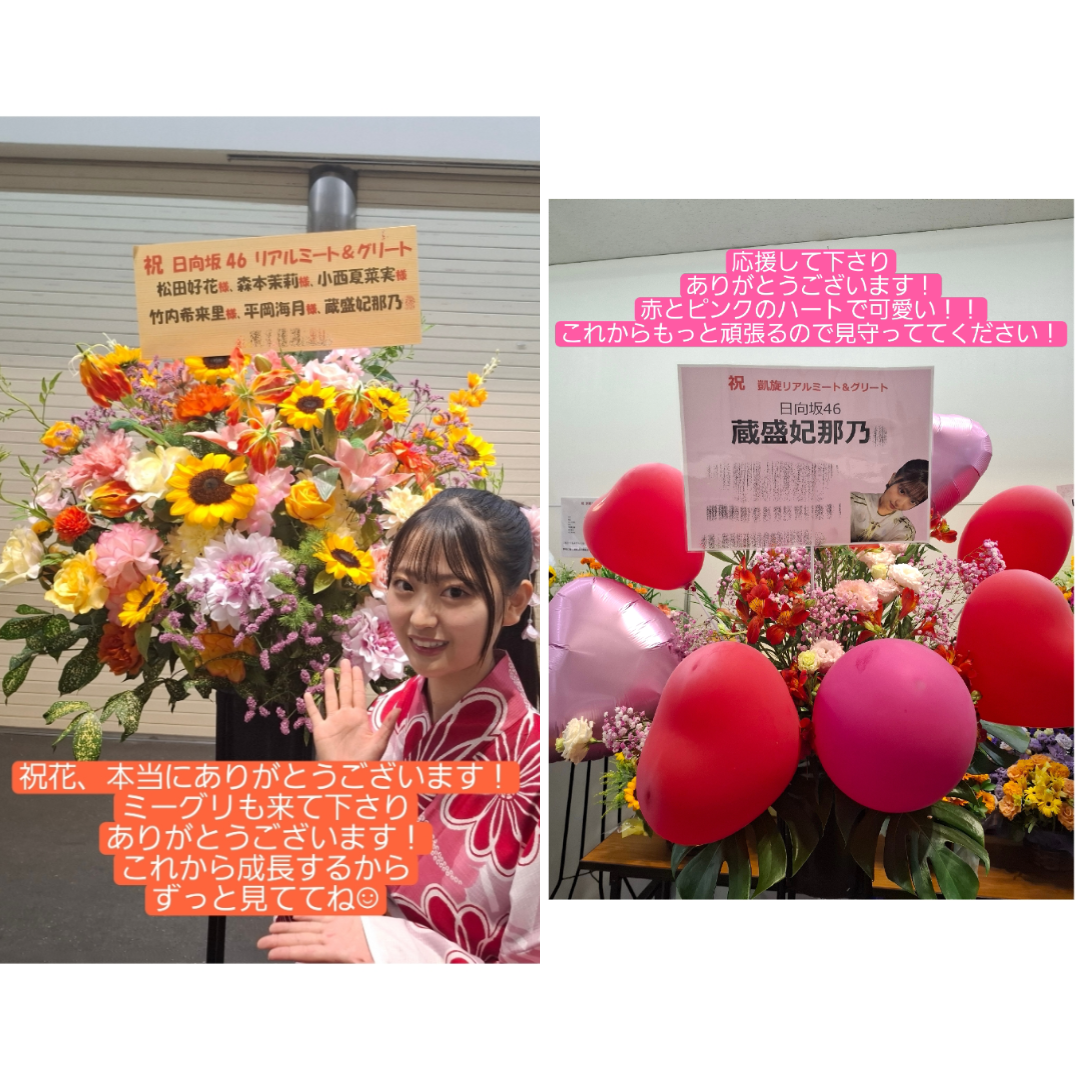 祝 日向坂46 リアルミート＆グリート
松田好花様、森本茉莉様、小西夏菜実様
竹内希来里様、平岡海月様、蔵盛妃那乃様
祝花、本当にありがとうございます！
ミーグリも来て下さり
ありがとうございます！
これから成長するから
ずっと見ててね☺
応援して下さり
ありがとうございます！
赤とピンクのハートで可愛い！！
これからもっと頑張るので見守っててください！
祝 凱旋リアルミート＆グリート
日向坂46
蔵盛妃那乃様